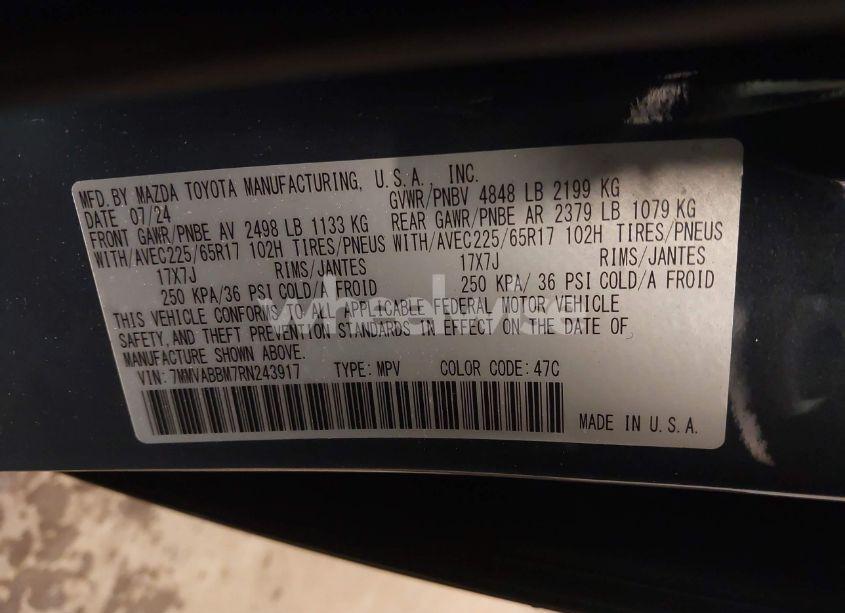 MFD. BY MAZDA TOYOTA MANUFACTURING, U.S.A., INC.
DATE 07/24 GVWR/PNBV 4848 LB 2199 KG
FRONT GAWR/PNBE AV 2498 LB 1133 KG REAR GAWR/PNBE AR 2379 LB 1079 KG
WITH/AVEC225/65R17 102H TIRES/PNEUS WITH/AVEC225/65R17 102H TIRES/PNEUS
17X7J RIMS/JANTES 17X7J RIMS/JANTES
250 KPA/36 PSI COLD/A FROID 250 KPA/ 36 PSI COLD/A FROID
THIS VEHICLE CONFORMS TO ALL APPLICABLE FEDERAL MOTOR VEHICLE
SAFETY, AND THEFT PREVENTION STANDARDS IN EFFECT ON THE DATE OF
MANUFACTURE SHOWN ABOVE.
VIN: 7MMVABBM7RN243917 TYPE: MPV COLOR CODE: 47C
MADE IN U.S.A.